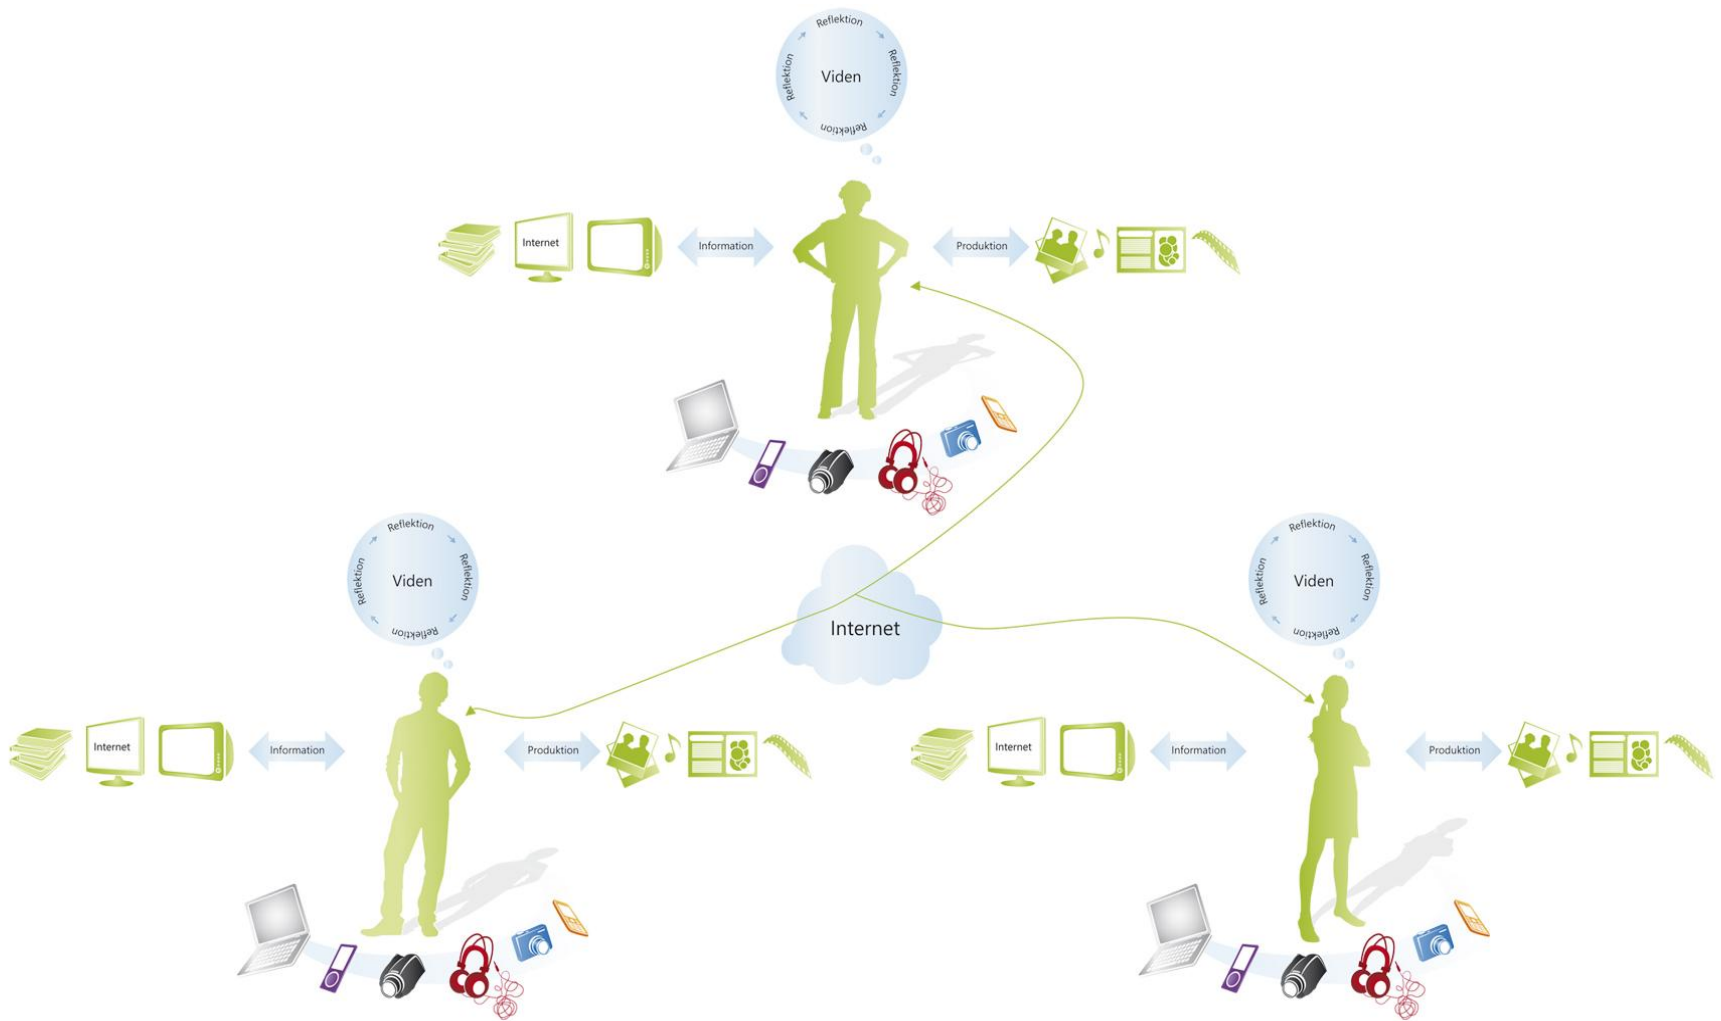 Reflektion
Reflektion
Viden
Reflektion
Reflektion
Internet
Information
Produktion
Reflektion
Reflektion
Viden
Reflektion
Reflektion
Reflektion
Reflektion
Viden
Reflektion
Reflektion
Internet
Internet
Information
Produktion
Internet
Information
Produktion